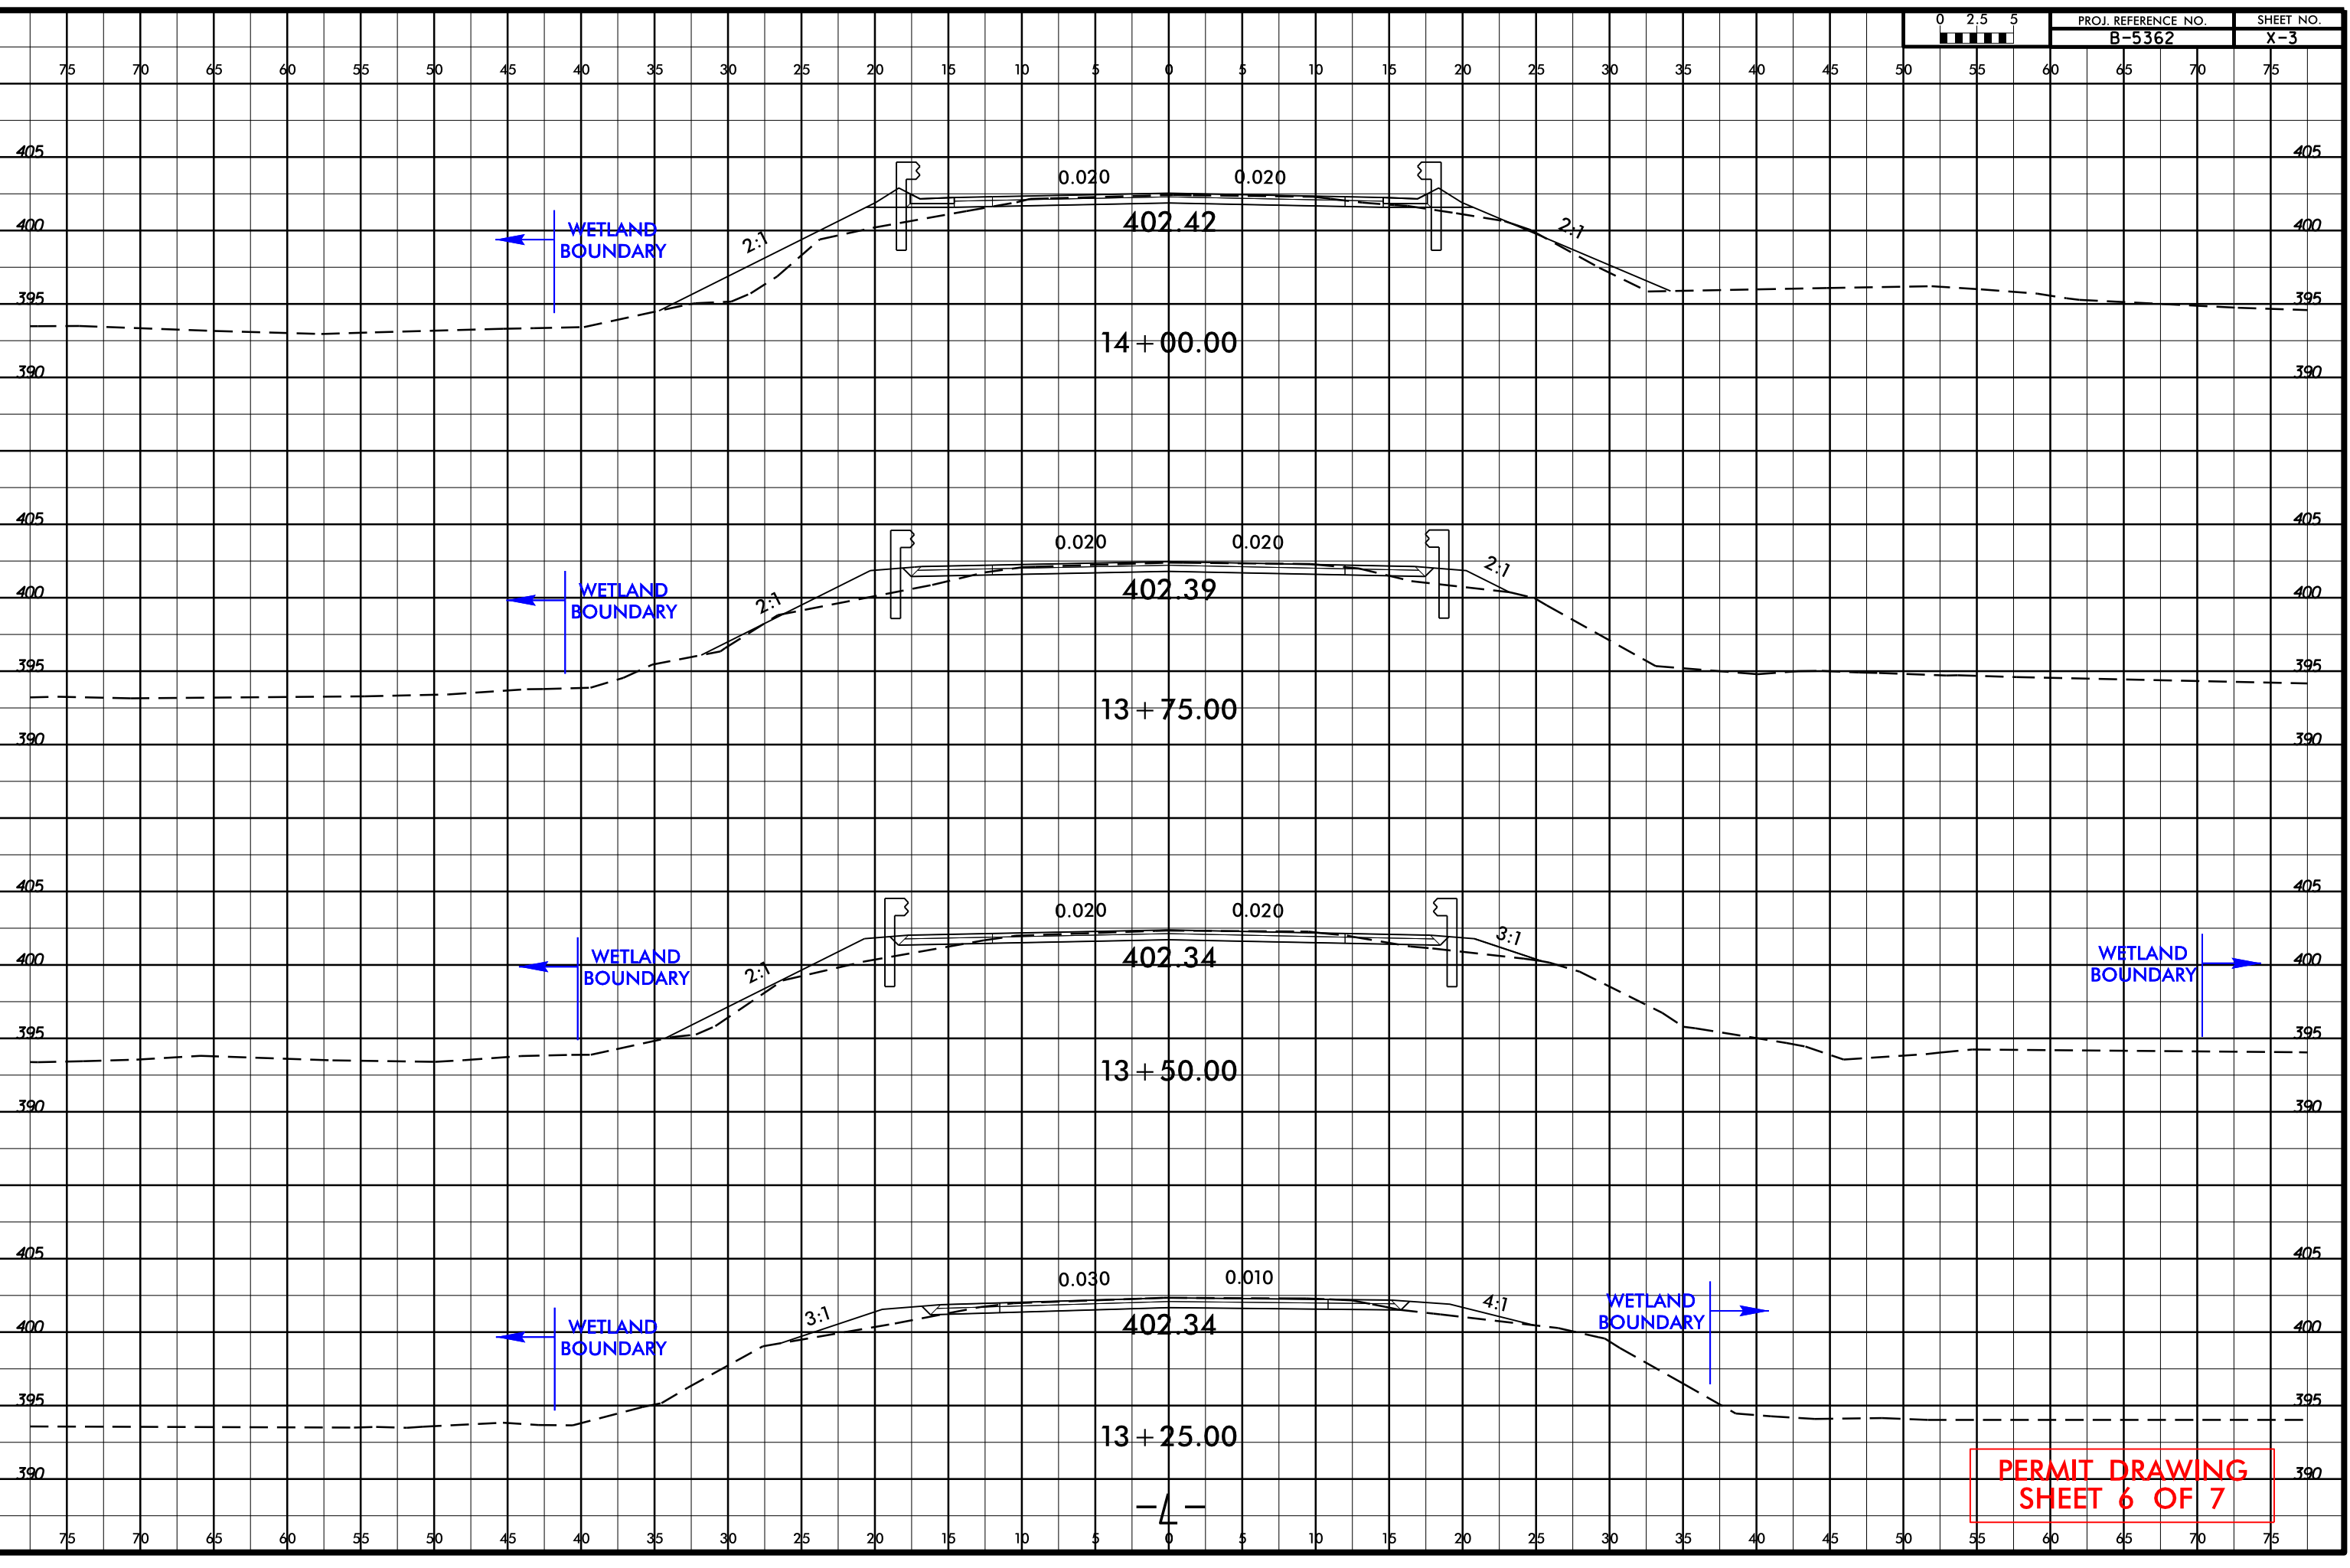 0 2.5 5
PROJ. REFERENCE NO. SHEET NO.
B-5362 X-3
75 70 65 60 55 50 45 40 35 30 25 20 15 10 5 0 5 10 15 20 25 30 35 40 45 50 55 60 65 70 75
405 405
0.020 0.020
400 WETLAND 2:1 402.42 2:1 400
BOUNDARY
395 395
14+00.00
390 390
405 405
0.020 0.020
2:1
400 WETLAND 2:1 402.39 400
BOUNDARY
395 395
13+75.00
390 390
405 405
0.020 0.020
3:1
400 WETLAND 2:1 402.34 WETLAND 400
BOUNDARY BOUNDARY
395 395
13+50.00
390 390
405 405
0.030 0.010
3:1 4:1 WETLAND
400 WETLAND 402.34 BOUNDARY 400
BOUNDARY
395 395
13+25.00
390 390
PERMIT DRAWING
SHEET 6 OF 7
-L-
75 70 65 60 55 50 45 40 35 30 25 20 15 10 5 0 5 10 15 20 25 30 35 40 45 50 55 60 65 70 75